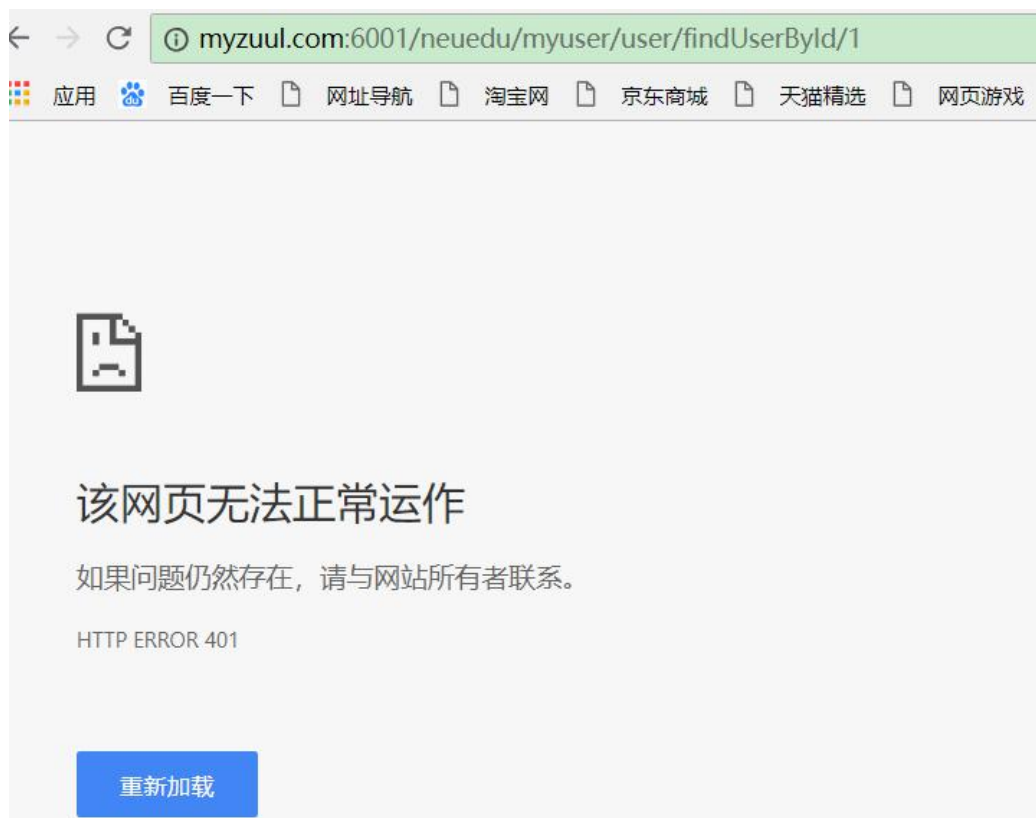 myzuul.com:6001/neuedu/myuser/user/findUserById/1
应用 百度一下 网址导航 淘宝网 京东商城 天猫精选 网页游戏
该网页无法正常运作
如果问题仍然存在，请与网站所有者联系。
HTTP ERROR 401
重新加载